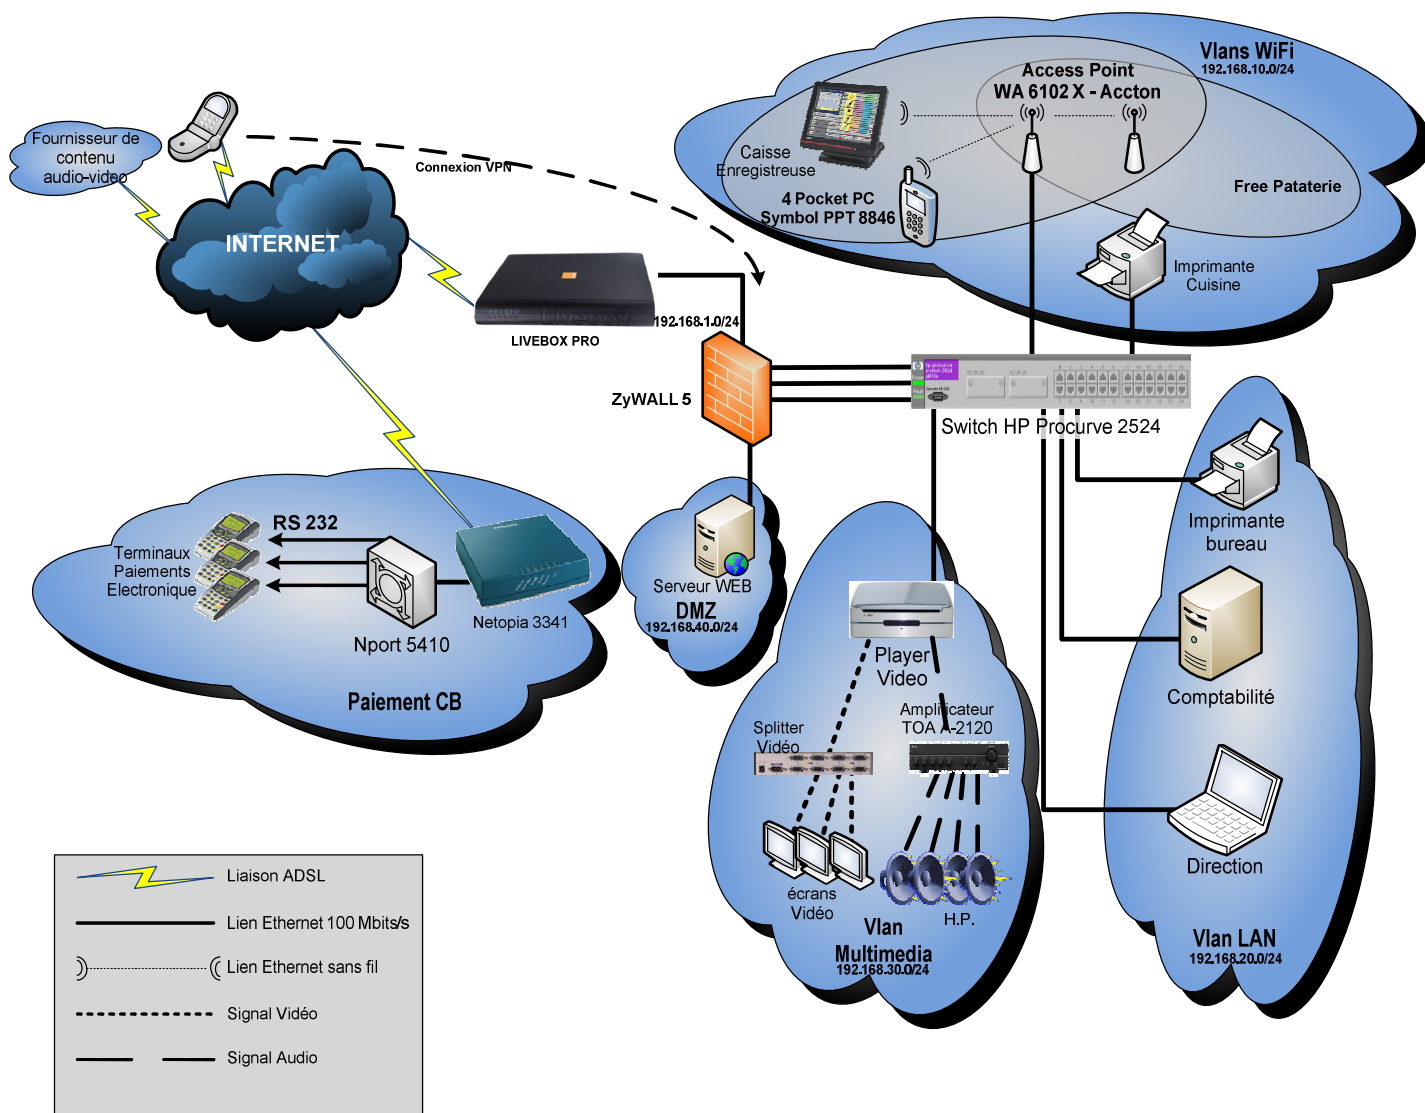 Vlans WiFi
192.168.10.0/24
Access Point
WA 6102 X - Accton
Caisse
Enregistreuse
4 Pocket PC
Symbol PPT 8846
Free Pataterie
Imprimante
Cuisine
Fournisseur de
contenu
audio-video
Connexion VPN
INTERNET
Livebox
192.168.1.0/24
LIVEBOX PRO
ZyWALL 5
hp procurve
switch 2524
Switch HP Procurve 2524
RS 232
Terminaux
Paiements
Electronique
Nport 5410
Netopia 3341
Paiement CB
Serveur WEB
DMZ
192.168.40.0/24
Player
Video
Splitter
Vidéo
Amplificateur
TOA A-2120
écrans
Vidéo
H.P.
Vlan
Multimedia
192.168.30.0/24
Imprimante
bureau
Comptabilité
Direction
Vlan LAN
192.168.20.0/24
Liaison ADSL
Lien Ethernet 100 Mbits/s
Lien Ethernet sans fil
Signal Vidéo
Signal Audio